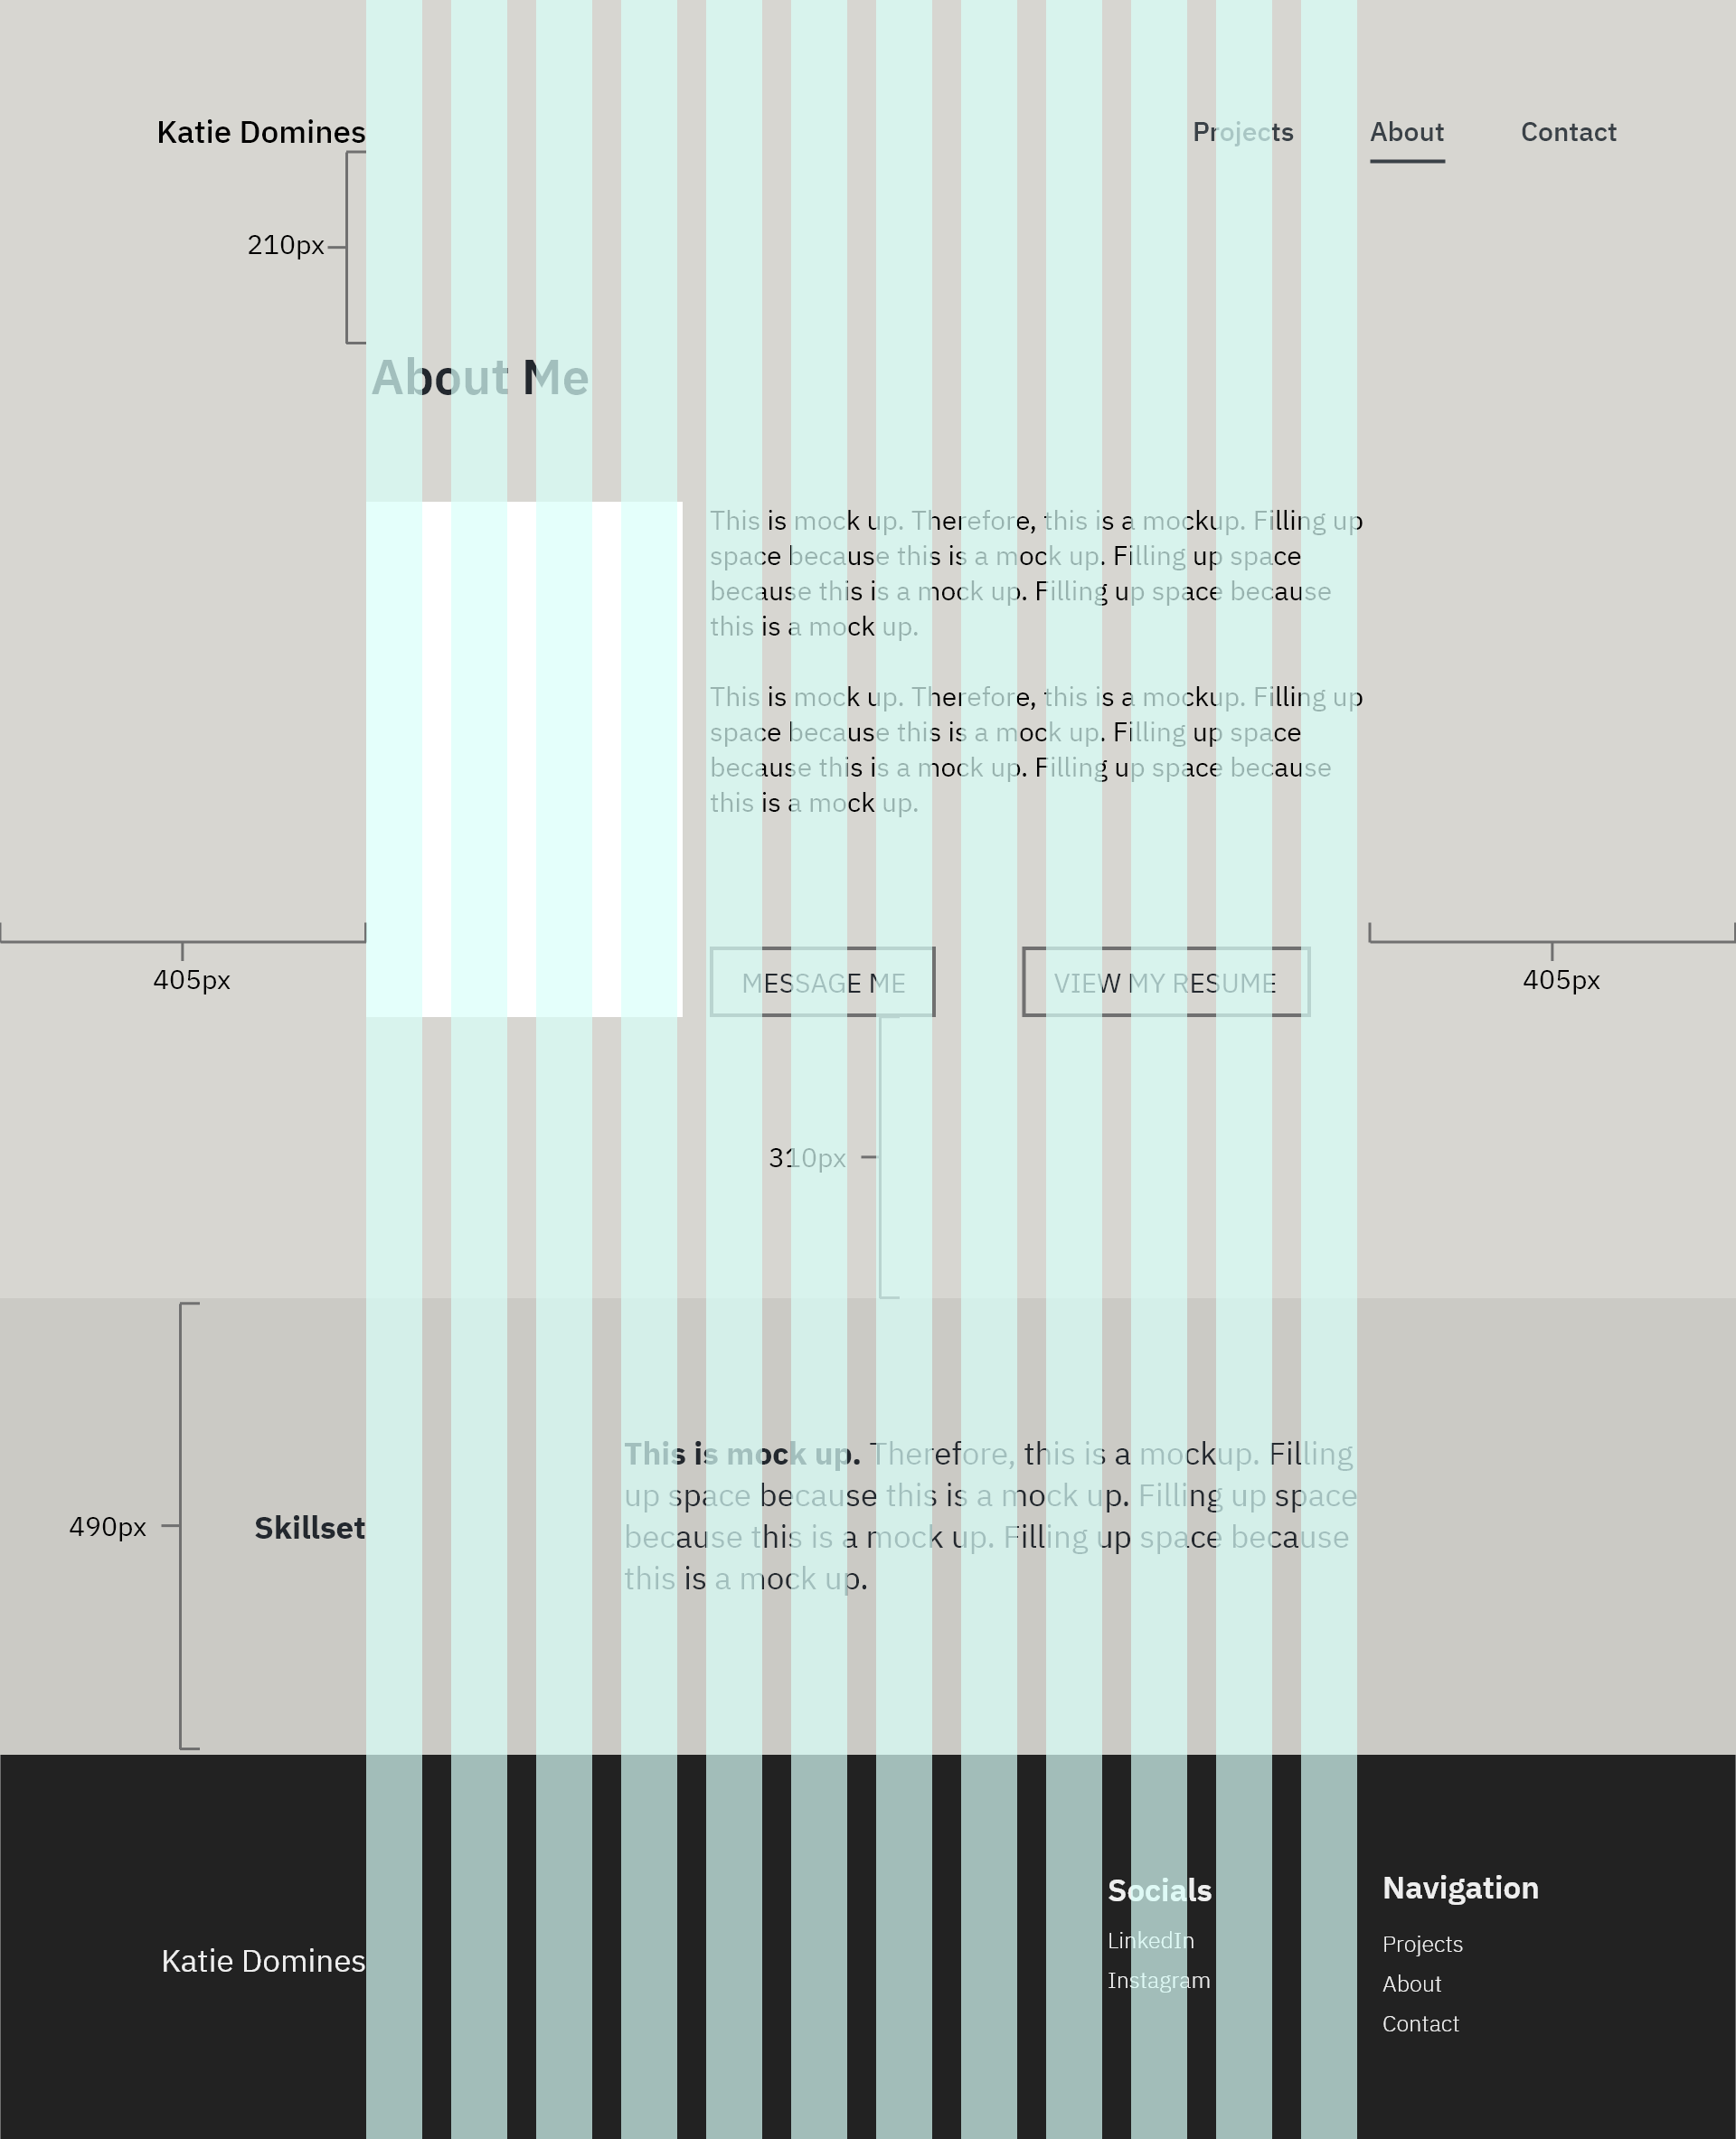 Katie Domines
Projects About Contact
210px
About Me
This is mock up. Therefore, this is a mockup. Filling up
space because this is a mock up. Filling up space
because this is a mock up. Filling up space because
this is a mock up.
This is mock up. Therefore, this is a mockup. Filling up
space because this is a mock up. Filling up space
because this is a mock up. Filling up space because
this is a mock up.
405px
MESSAGE ME
VIEW MY RESUME
405px
310px
This is mock up. Therefore, this is a mockup. Filling
up space because this is a mock up. Filling up space
because this is a mock up. Filling up space because
this is a mock up.
490px
Skillset
Katie Domines
Socials
LinkedIn
Instagram
Navigation
Projects
About
Contact